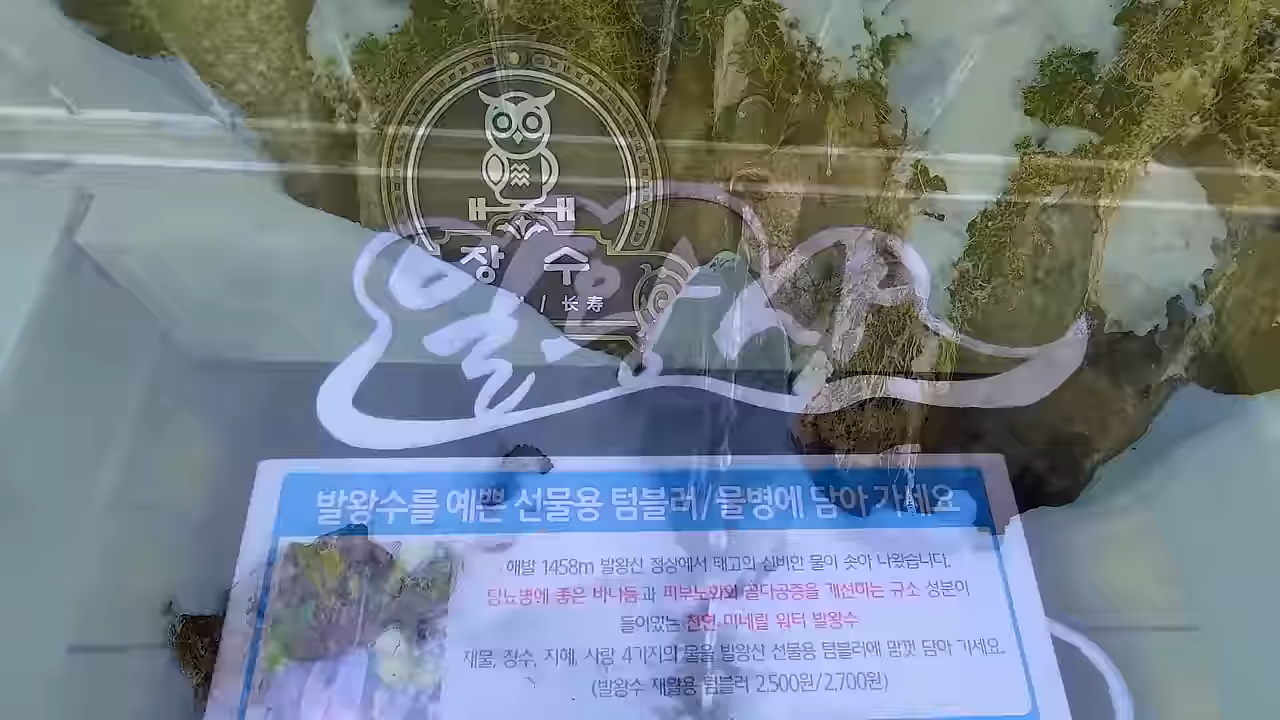 장 수
/ 长寿
발왕수를 예쁜 선물용 텀블러/물병에 담아 가세요
해발 1458m 발왕산 정상에서 태고의 신비한 물이 솟아 나왔습니다.
당뇨병에 좋은 바나듐과 피부노화와 골다공증을 개선하는 규소 성분이
들어있는 천연 미네랄 워터 발왕수
재물, 장수, 지혜, 사랑 4가지의 물을 발왕산 선물용 텀블러에 맘껏 담아 가세요.
(발왕수 재활용 텀블러 2,500원/2,700원)